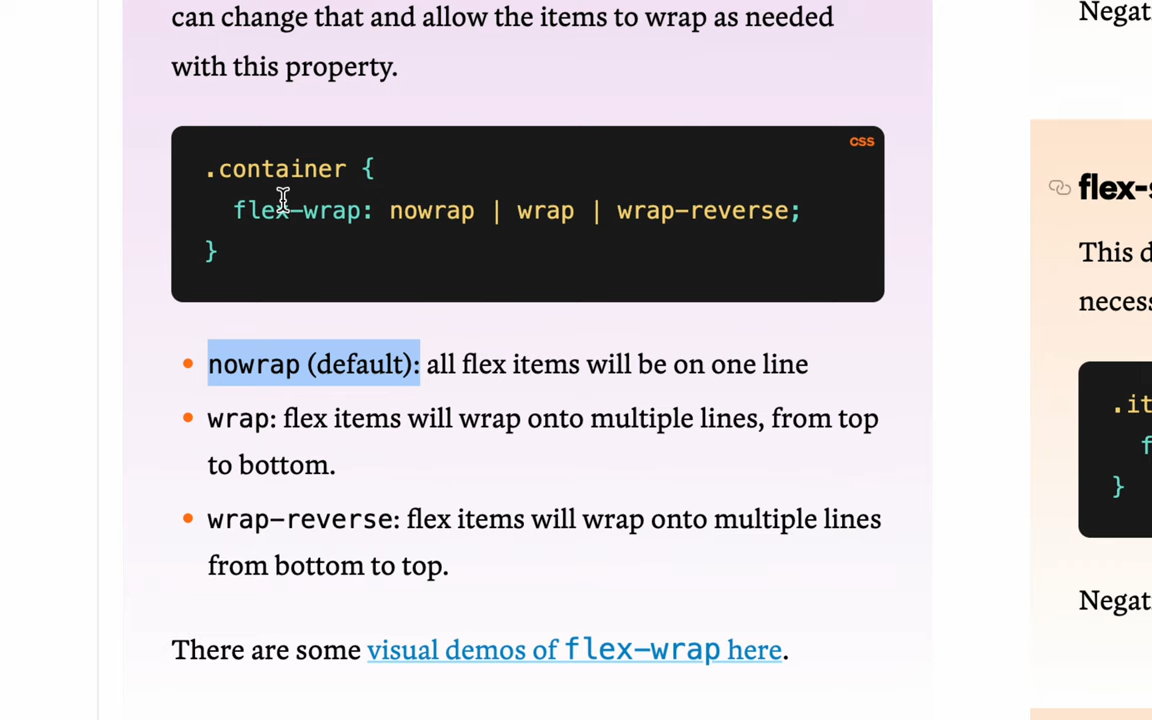 can change that and allow the items to wrap as needed
with this property.
CSS
.container {
flex-wrap: nowrap | wrap | wrap-reverse;
}
nowrap (default): all flex items will be on one line
wrap: flex items will wrap onto multiple lines, from top
to bottom.
wrap-reverse: flex items will wrap onto multiple lines
from bottom to top.
There are some visual demos of flex-wrap here.
Negat
flex-s
This d
necess
.it
f
}
Negat